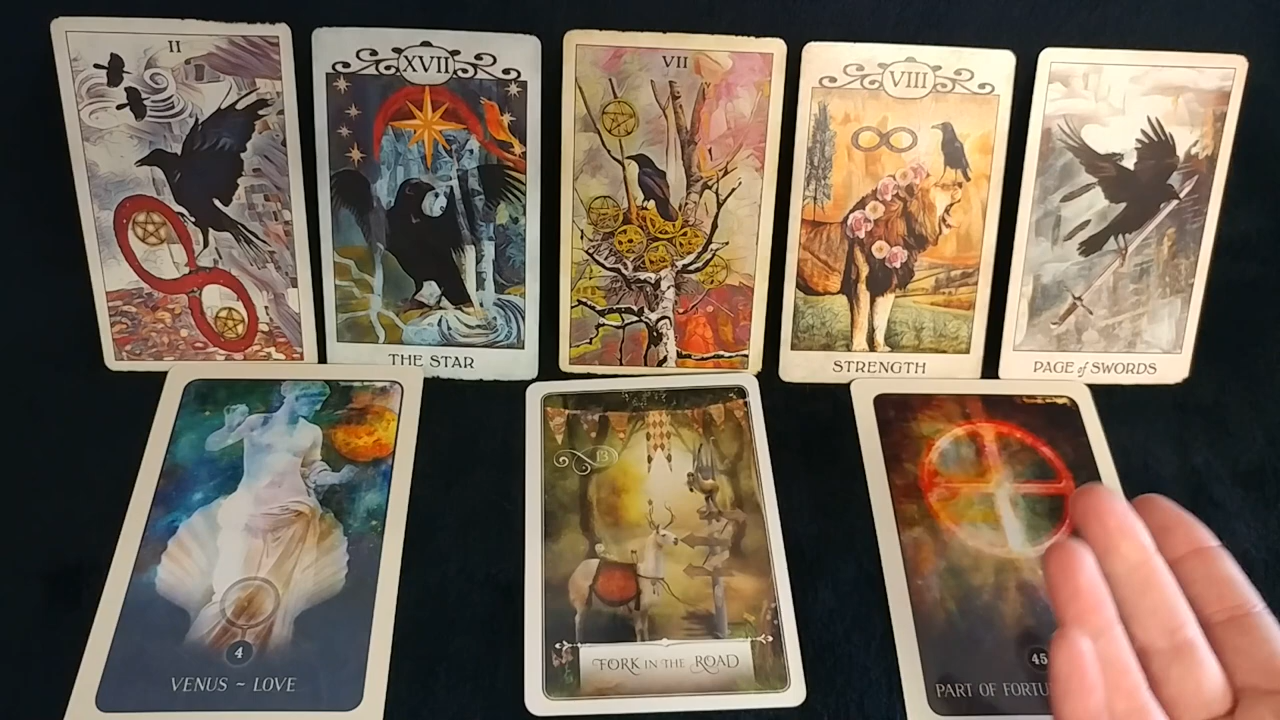 II
XVII
THE STAR
VII
VIII
STRENGTH
PAGE of SWORDS
4
VENUS ~ LOVE
13
FORK IN THE ROAD
45
PART OF FORTU